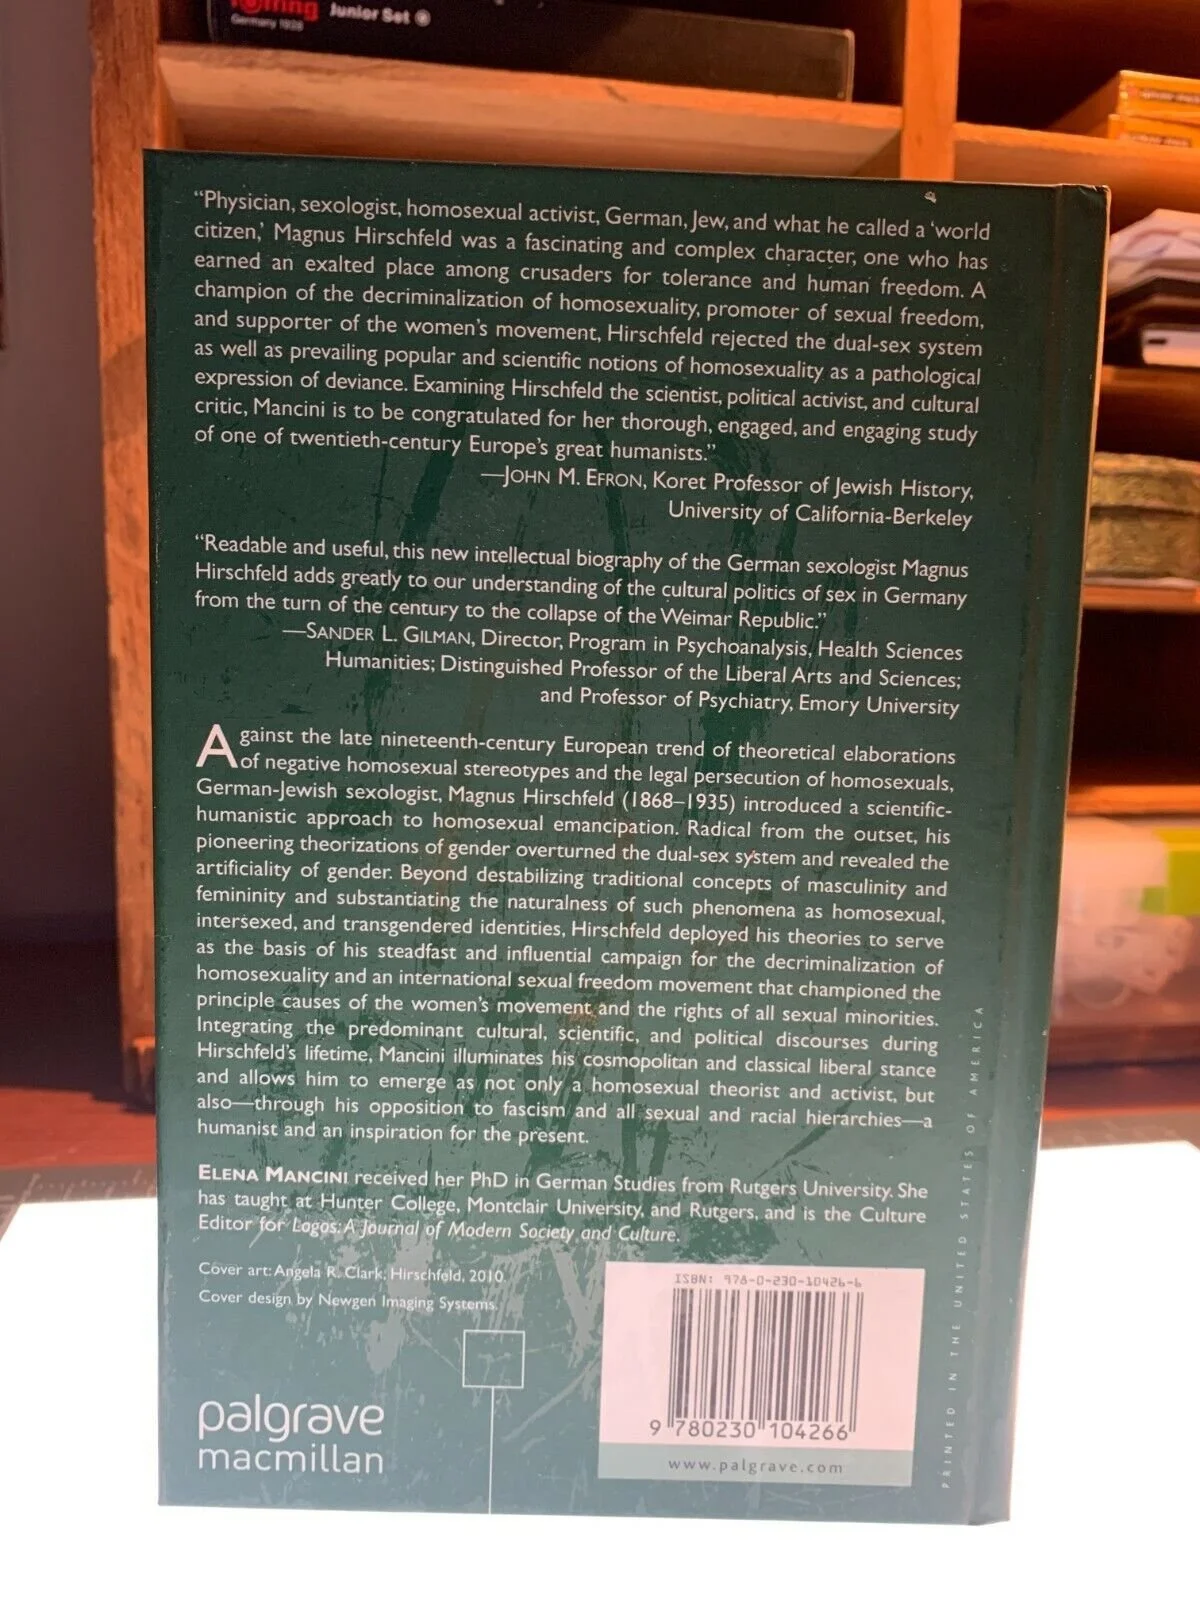 rotring Junior Set
Germany 1928
“Physician, sexologist, homosexual activist, German, Jew, and what he called a ‘world
citizen,’ Magnus Hirschfeld was a fascinating and complex character, one who has
earned an exalted place among crusaders for tolerance and human freedom. A
champion of the decriminalization of homosexuality, promoter of sexual freedom,
and supporter of the women’s movement, Hirschfeld rejected the dual-sex system
as well as prevailing popular and scientific notions of homosexuality as a pathological
expression of deviance. Examining Hirschfeld the scientist, political activist, and cultural
critic, Mancini is to be congratulated for her thorough, engaged, and engaging study
of one of twentieth-century Europe’s great humanists.”
—JOHN M. EFRON, Koret Professor of Jewish History,
University of California-Berkeley
“Readable and useful, this new intellectual biography of the German sexologist Magnus
Hirschfeld adds greatly to our understanding of the cultural politics of sex in Germany
from the turn of the century to the collapse of the Weimar Republic.”
—SANDER L. GILMAN, Director, Program in Psychoanalysis, Health Sciences
Humanities; Distinguished Professor of the Liberal Arts and Sciences;
and Professor of Psychiatry, Emory University
Against the late nineteenth-century European trend of theoretical elaborations
of negative homosexual stereotypes and the legal persecution of homosexuals,
German-Jewish sexologist, Magnus Hirschfeld (1868–1935) introduced a scientific-
humanistic approach to homosexual emancipation. Radical from the outset, his
pioneering theorizations of gender overturned the dual-sex system and revealed the
artificiality of gender. Beyond destabilizing traditional concepts of masculinity and
femininity and substantiating the naturalness of such phenomena as homosexual,
intersexed, and transgendered identities, Hirschfeld deployed his theories to serve
as the basis of his steadfast and influential campaign for the decriminalization of
homosexuality and an international sexual freedom movement that championed the
principle causes of the women’s movement and the rights of all sexual minorities.
Integrating the predominant cultural, scientific, and political discourses during
Hirschfeld’s lifetime, Mancini illuminates his cosmopolitan and classical liberal stance
and allows him to emerge as not only a homosexual theorist and activist, but
also—through his opposition to fascism and all sexual and racial hierarchies—a
humanist and an inspiration for the present.
ELENA MANCINI received her PhD in German Studies from Rutgers University. She
has taught at Hunter College, Montclair University, and Rutgers, and is the Culture
Editor for Logos: A Journal of Modern Society and Culture.
Cover art: Angela R. Clark, Hirschfeld, 2010.
Cover design by Newgen Imaging Systems.
palgrave
macmillan
ISBN: 978-0-230-10426-6
9 780230 104266
www.palgrave.com
PRINTED IN THE UNITED STATES OF AMERICA